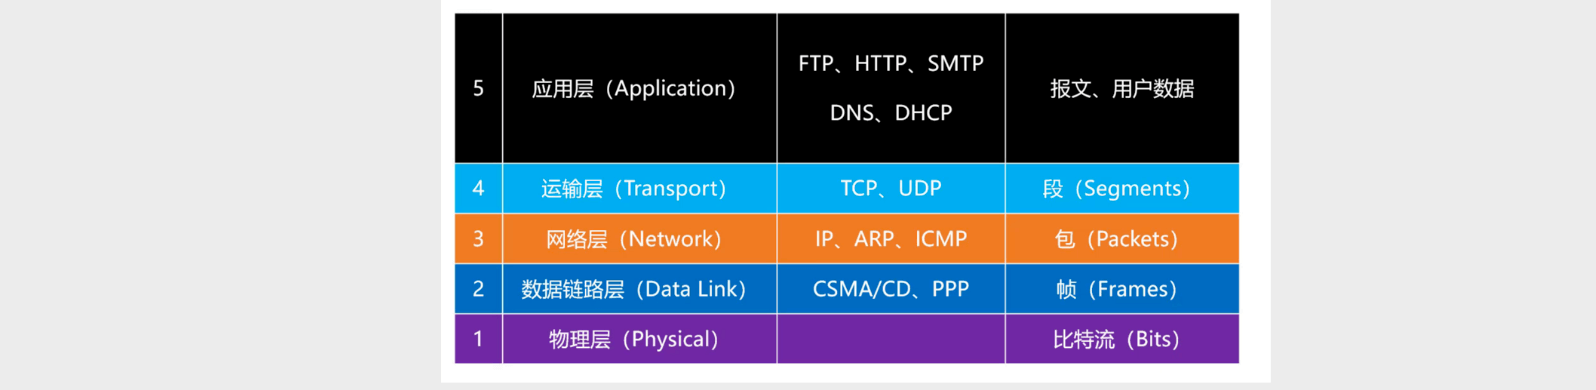 5 应用层（Application） FTP、HTTP、SMTP
DNS、DHCP 报文、用户数据
4 运输层（Transport） TCP、UDP 段（Segments）
3 网络层（Network） IP、ARP、ICMP 包（Packets）
2 数据链路层（Data Link） CSMA/CD、PPP 帧（Frames）
1 物理层（Physical） 比特流（Bits）